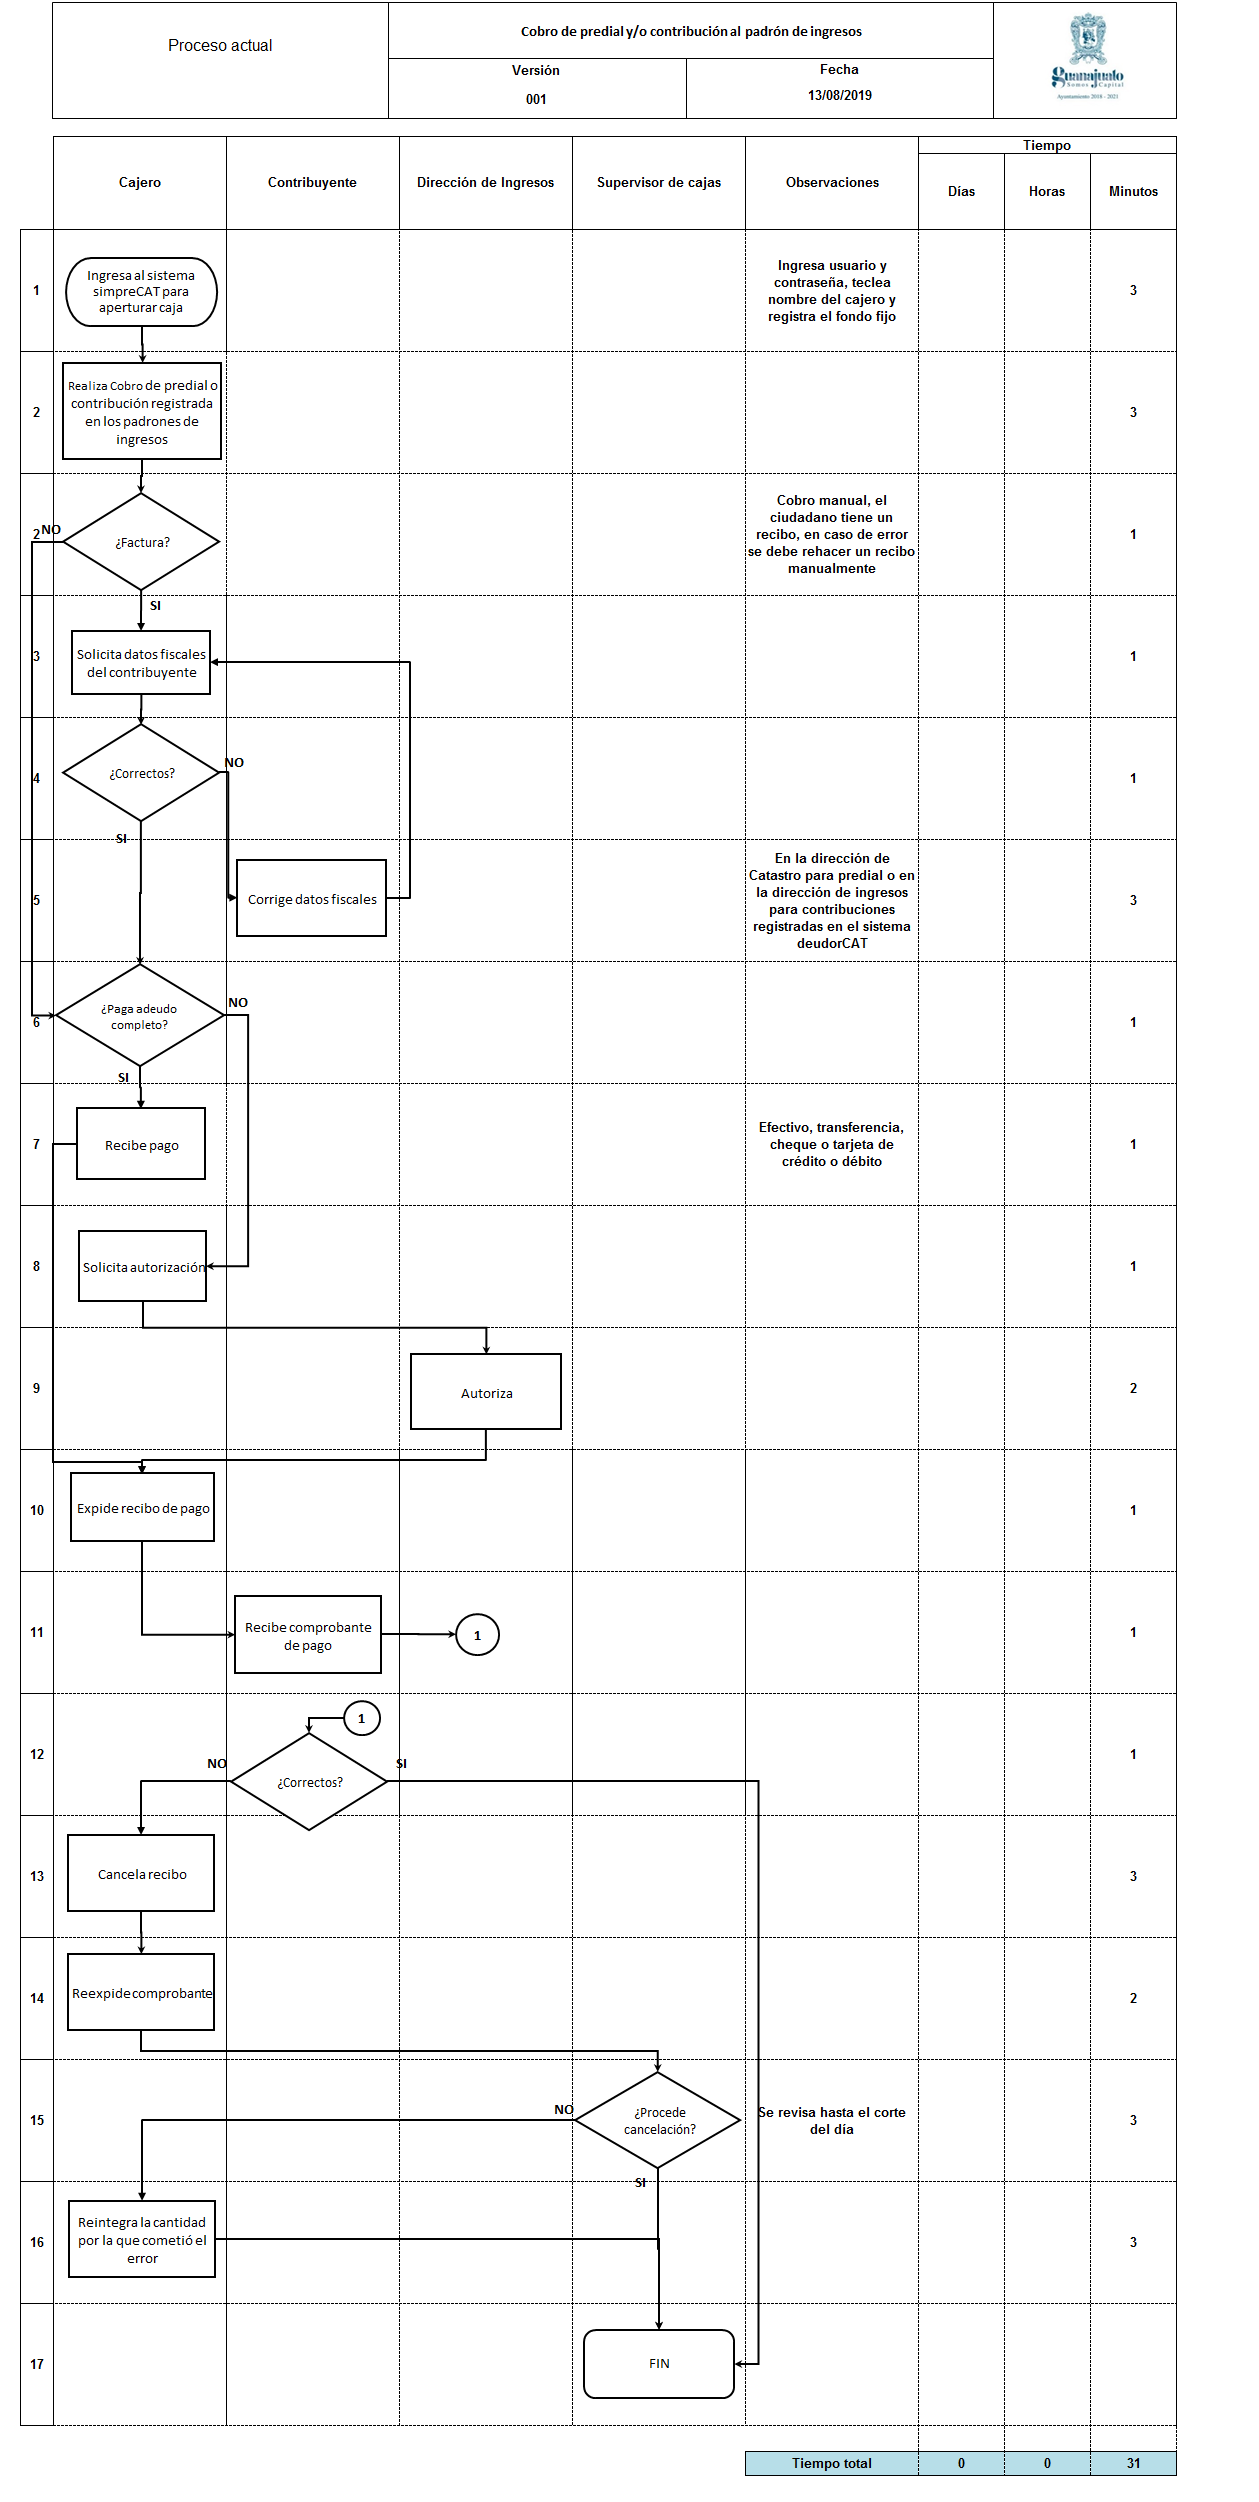 Proceso actual
Cobro de predial y/o contribución al padrón de ingresos
Versión
001
Fecha
13/08/2019
Guanajuato
Somos Capital
Ayuntamiento 2018 - 2021
Cajero
Contribuyente
Dirección de Ingresos
Supervisor de cajas
Observaciones
Tiempo
Días
Horas
Minutos
1
Ingresa al sistema
simpreCAT para
aperturar caja
Ingresa usuario y
contraseña, teclea
nombre del cajero y
registra el fondo fijo
3
2
Realiza Cobro de predial o
contribución registrada
en los padrones de
ingresos
3
2
NO
¿Factura?
SI
Cobro manual, el
ciudadano tiene un
recibo, en caso de error
se debe rehacer un recibo
manualmente
1
3
Solicita datos fiscales
del contribuyente
1
4
¿Correctos?
NO
SI
1
5
Corrige datos fiscales
En la dirección de
Catastro para predial o en
la dirección de ingresos
para contribuciones
registradas en el sistema
deudorCAT
3
6
¿Paga adeudo
completo?
NO
SI
1
7
Recibe pago
Efectivo, transferencia,
cheque o tarjeta de
crédito o débito
1
8
Solicita autorización
1
9
Autoriza
2
10
Expide recibo de pago
1
11
Recibe comprobante
de pago
1
1
12
1
NO
¿Correctos?
SI
1
13
Cancela recibo
3
14
Reexpide comprobante
2
15
NO
¿Procede
cancelación?
SI
Se revisa hasta el corte
del día
3
16
Reintegra la cantidad
por la que cometió el
error
3
17
FIN
Tiempo total
0
0
31